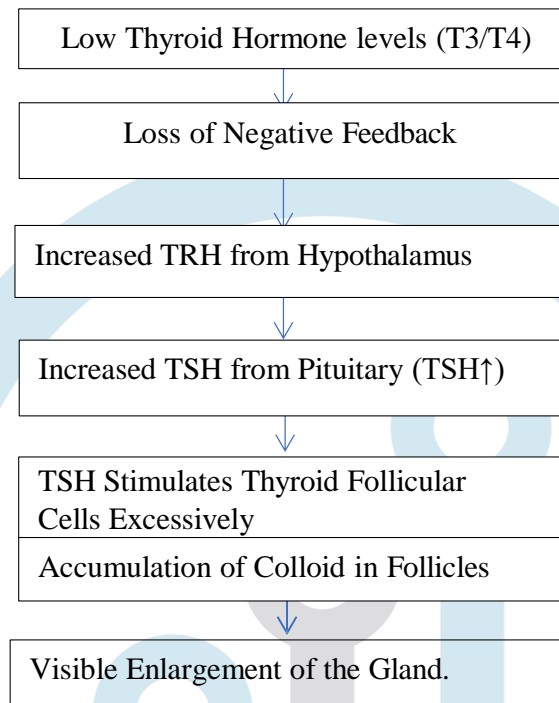 Low Thyroid Hormone levels (T3/T4)
Loss of Negative Feedback
Increased TRH from Hypothalamus
Increased TSH from Pituitary (TSH↑)
TSH Stimulates Thyroid Follicular
Cells Excessively
Accumulation of Colloid in Follicles
Visible Enlargement of the Gland.